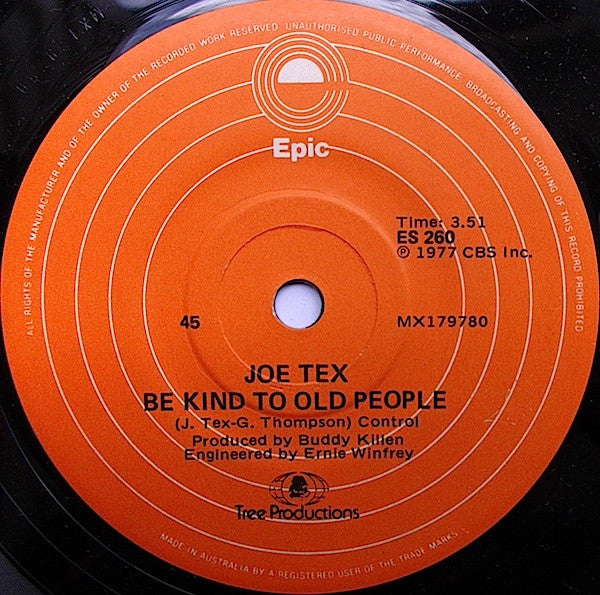 ALL RIGHTS OF THE MANUFACTURER AND OF THE OWNER OF THE RECORDED WORK RESERVED. UNAUTHORISED PUBLIC PERFORMANCE, BROADCASTING AND COPYING OF THIS RECORD PROHIBITED
Epic
Time: 3.51
ES 260
℗ 1977 CBS Inc.
45
MX179780
JOE TEX
BE KIND TO OLD PEOPLE
(J. Tex-G. Thompson) Control
Produced by Buddy Killen
Engineered by Ernie Winfrey
Tree Productions
MADE IN AUSTRALIA BY A REGISTERED USER OF THE TRADE MARKS